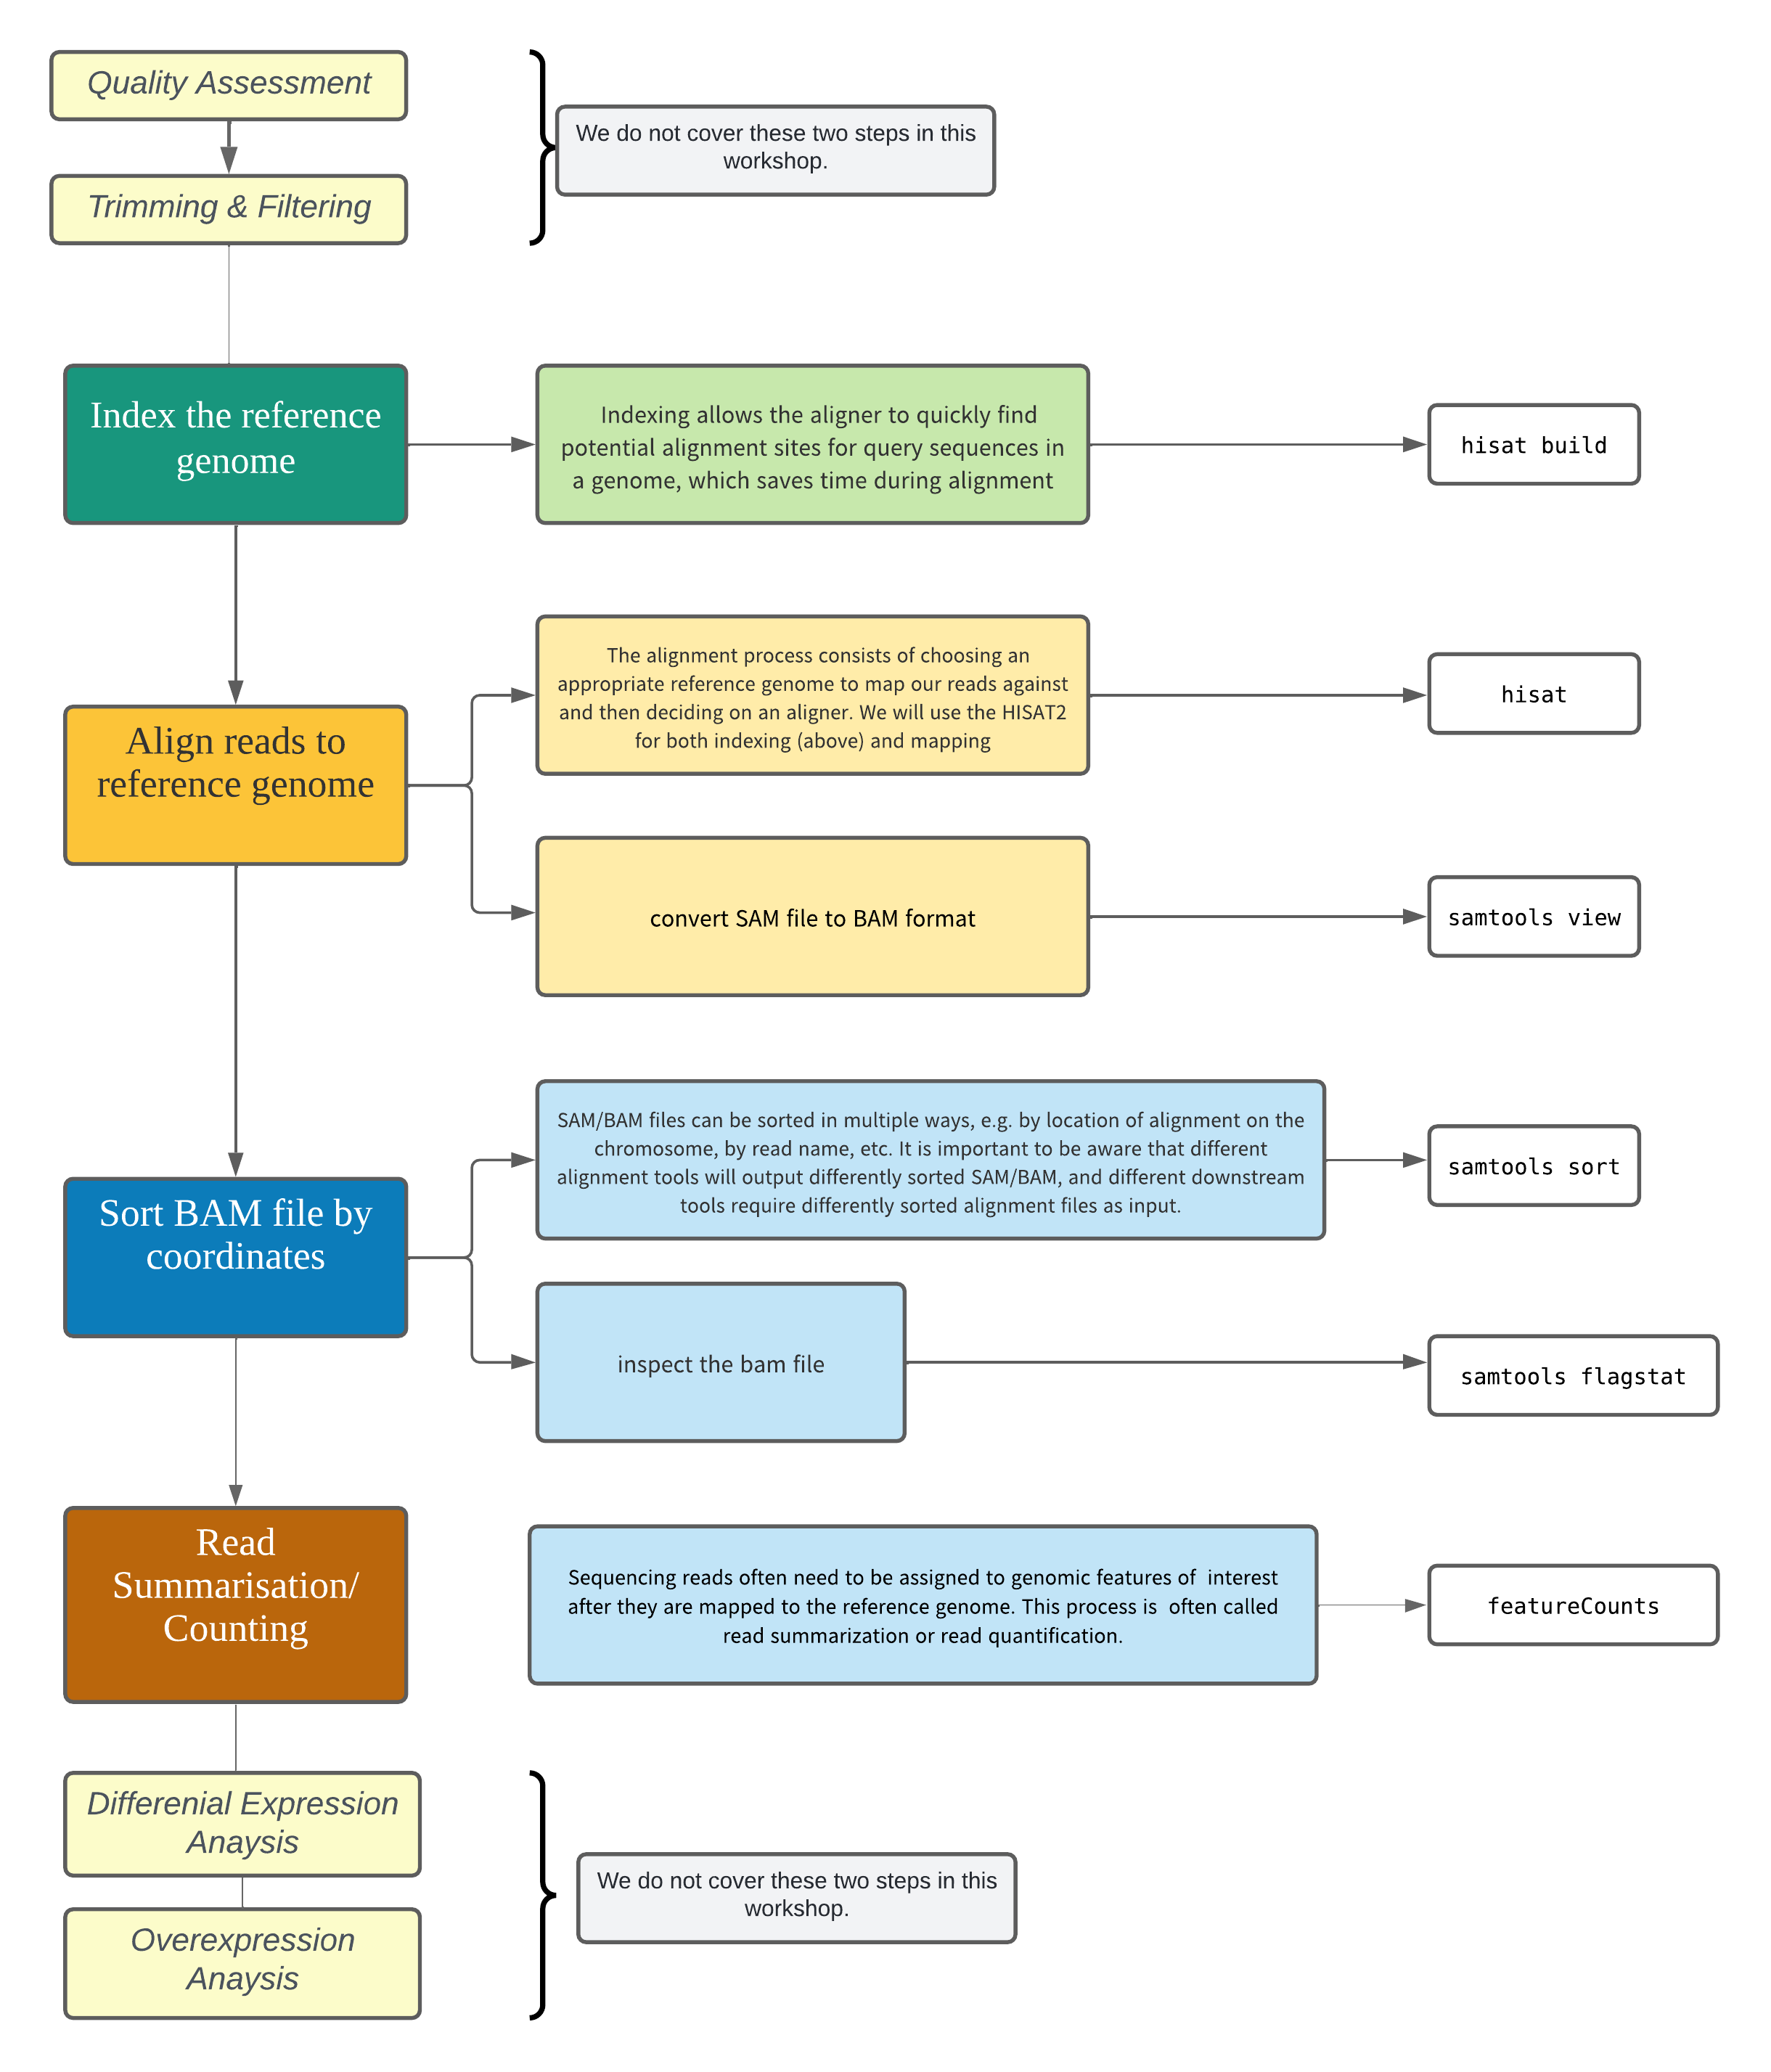 Quality Assessment
We do not cover these two steps in this
workshop.
Trimming & Filtering
Index the reference
genome
Indexing allows the aligner to quickly find
potential alignment sites for query sequences in
a genome, which saves time during alignment
hisat build
Align reads to
reference genome
The alignment process consists of choosing an
appropriate reference genome to map our reads against
and then deciding on an aligner. We will use the HISAT2
for both indexing (above) and mapping
hisat
convert SAM file to BAM format
samtools view
Sort BAM file by
coordinates
SAM/BAM files can be sorted in multiple ways, e.g. by location of alignment on the
chromosome, by read name, etc. It is important to be aware that different
alignment tools will output differently sorted SAM/BAM, and different downstream
tools require differently sorted alignment files as input.
samtools sort
inspect the bam file
samtools flagstat
Read
Summarisation/
Counting
Sequencing reads often need to be assigned to genomic features of  interest
after they are mapped to the reference genome. This process is  often called
read summarization or read quantification.
featureCounts
Differenial Expression
Anaysis
We do not cover these two steps in this
workshop.
Overexpression
Anaysis